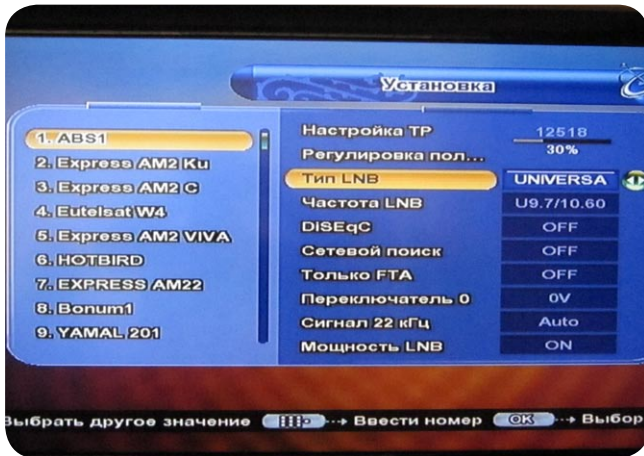 Установка
1. ABS1
2. Express AM2 Ku
3. Express AM2 C
4. Eutelsat W4
5. Express AM2 VIVA
6. HOTBIRD
7. EXPRESS AM22
8. Bonum1
9. YAMAL 201
Настройка TP 12518
Регулировка пол... 30%
Тип LNB UNIVERSA
Частота LNB U9.7/10.60
DiSEqC OFF
Сетевой поиск OFF
Только FTA OFF
Переключатель 0 0V
Сигнал 22 кГц Auto
Мощность LNB ON
Выбрать другое значение Ввести номер OK Выбор